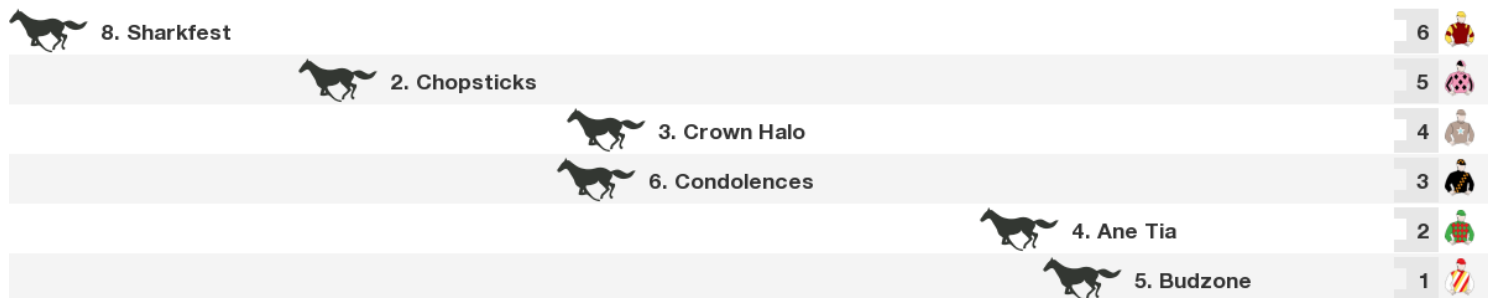 8. Sharkfest 6
2. Chopsticks 5
3. Crown Halo 4
6. Condolences 3
4. Ane Tia 2
5. Budzone 1